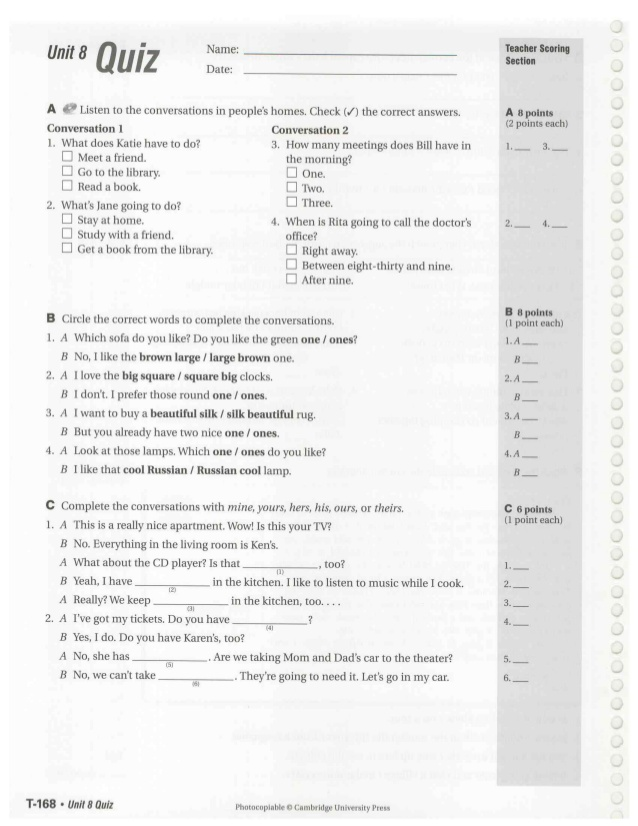 Unit 8 Quiz
Name:
Date:
Teacher Scoring
Section
A Listen to the conversations in people's homes. Check (✓) the correct answers.
A 8 points
(2 points each)
Conversation 1
1. What does Katie have to do?
☐ Meet a friend.
☐ Go to the library.
☐ Read a book.
2. What's Jane going to do?
☐ Stay at home.
☐ Study with a friend.
☐ Get a book from the library.
Conversation 2
3. How many meetings does Bill have in
the morning?
☐ One.
☐ Two.
☐ Three.
4. When is Rita going to call the doctor's
office?
☐ Right away.
☐ Between eight-thirty and nine.
☐ After nine.
1.___ 3.___
2.___ 4.___
B Circle the correct words to complete the conversations.
B 8 points
(1 point each)
1. A Which sofa do you like? Do you like the green one / ones?
1. A ___
B No, I like the brown large / large brown one.
B ___
2. A I love the big square / square big clocks.
2. A ___
B I don't. I prefer those round one / ones.
B ___
3. A I want to buy a beautiful silk / silk beautiful rug.
3. A ___
B But you already have two nice one / ones.
B ___
4. A Look at those lamps. Which one / ones do you like?
4. A ___
B I like that cool Russian / Russian cool lamp.
B ___
C Complete the conversations with mine, yours, hers, his, ours, or theirs.
C 6 points
(1 point each)
1. A This is a really nice apartment. Wow! Is this your TV?
B No. Everything in the living room is Ken's.
A What about the CD player? Is that ___________, too?
(1)
1.___
B Yeah, I have ___________ in the kitchen. I like to listen to music while I cook.
(2)
2.___
A Really? We keep ___________ in the kitchen, too. . . .
(3)
3.___
2. A I've got my tickets. Do you have ___________?
(4)
4.___
B Yes, I do. Do you have Karen's, too?
A No, she has ___________. Are we taking Mom and Dad's car to the theater?
(5)
5.___
B No, we can't take ___________. They're going to need it. Let's go in my car.
(6)
6.___
T-168 • Unit 8 Quiz
Photocopiable © Cambridge University Press